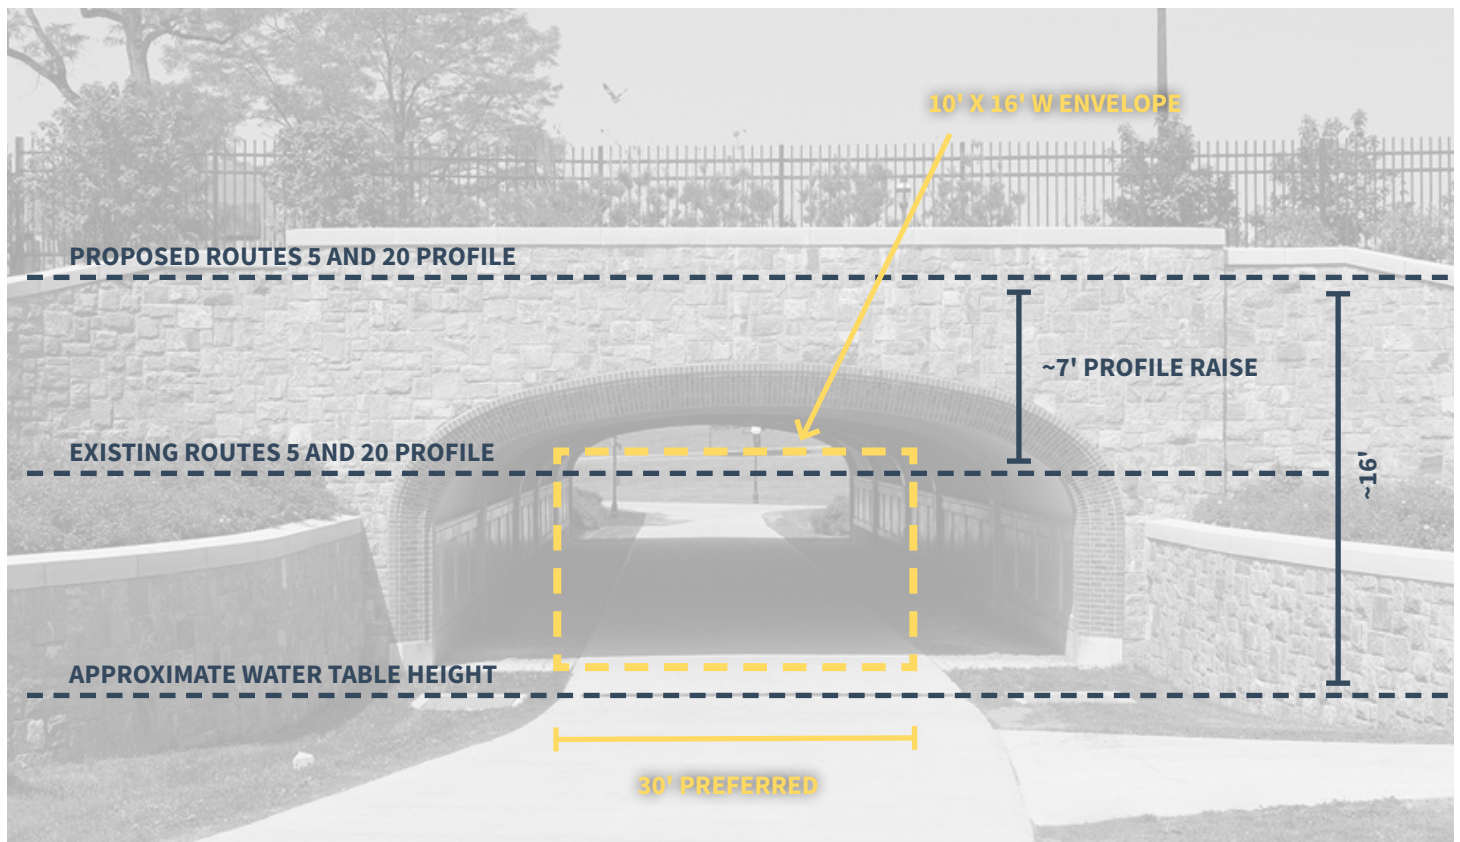 10' X 16' W ENVELOPE
PROPOSED ROUTES 5 AND 20 PROFILE
~7' PROFILE RAISE
EXISTING ROUTES 5 AND 20 PROFILE
~16'
APPROXIMATE WATER TABLE HEIGHT
30' PREFERRED